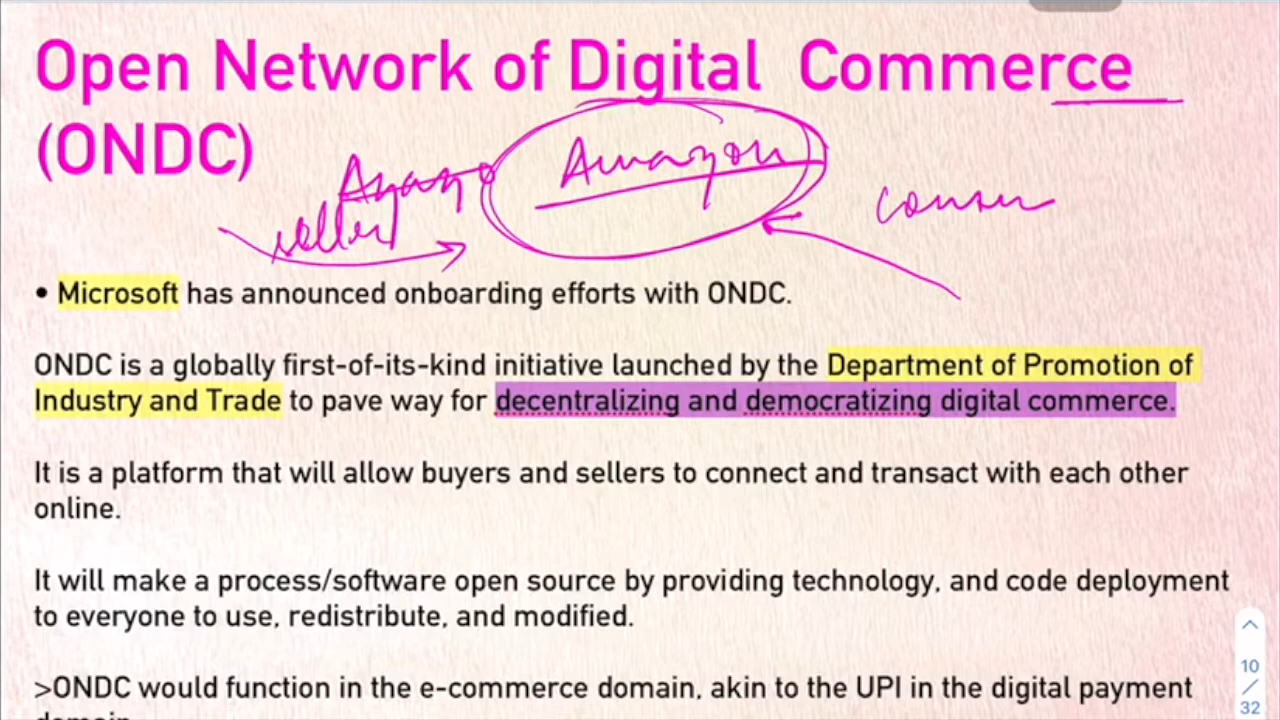 Open Network of Digital Commerce
(ONDC)
Amazon
seller
• Microsoft has announced onboarding efforts with ONDC.
ONDC is a globally first-of-its-kind initiative launched by the Department of Promotion of
Industry and Trade to pave way for decentralizing and democratizing digital commerce.
It is a platform that will allow buyers and sellers to connect and transact with each other
online.
It will make a process/software open source by providing technology, and code deployment
to everyone to use, redistribute, and modified.
>ONDC would function in the e-commerce domain, akin to the UPI in the digital payment
domain
10
/
32